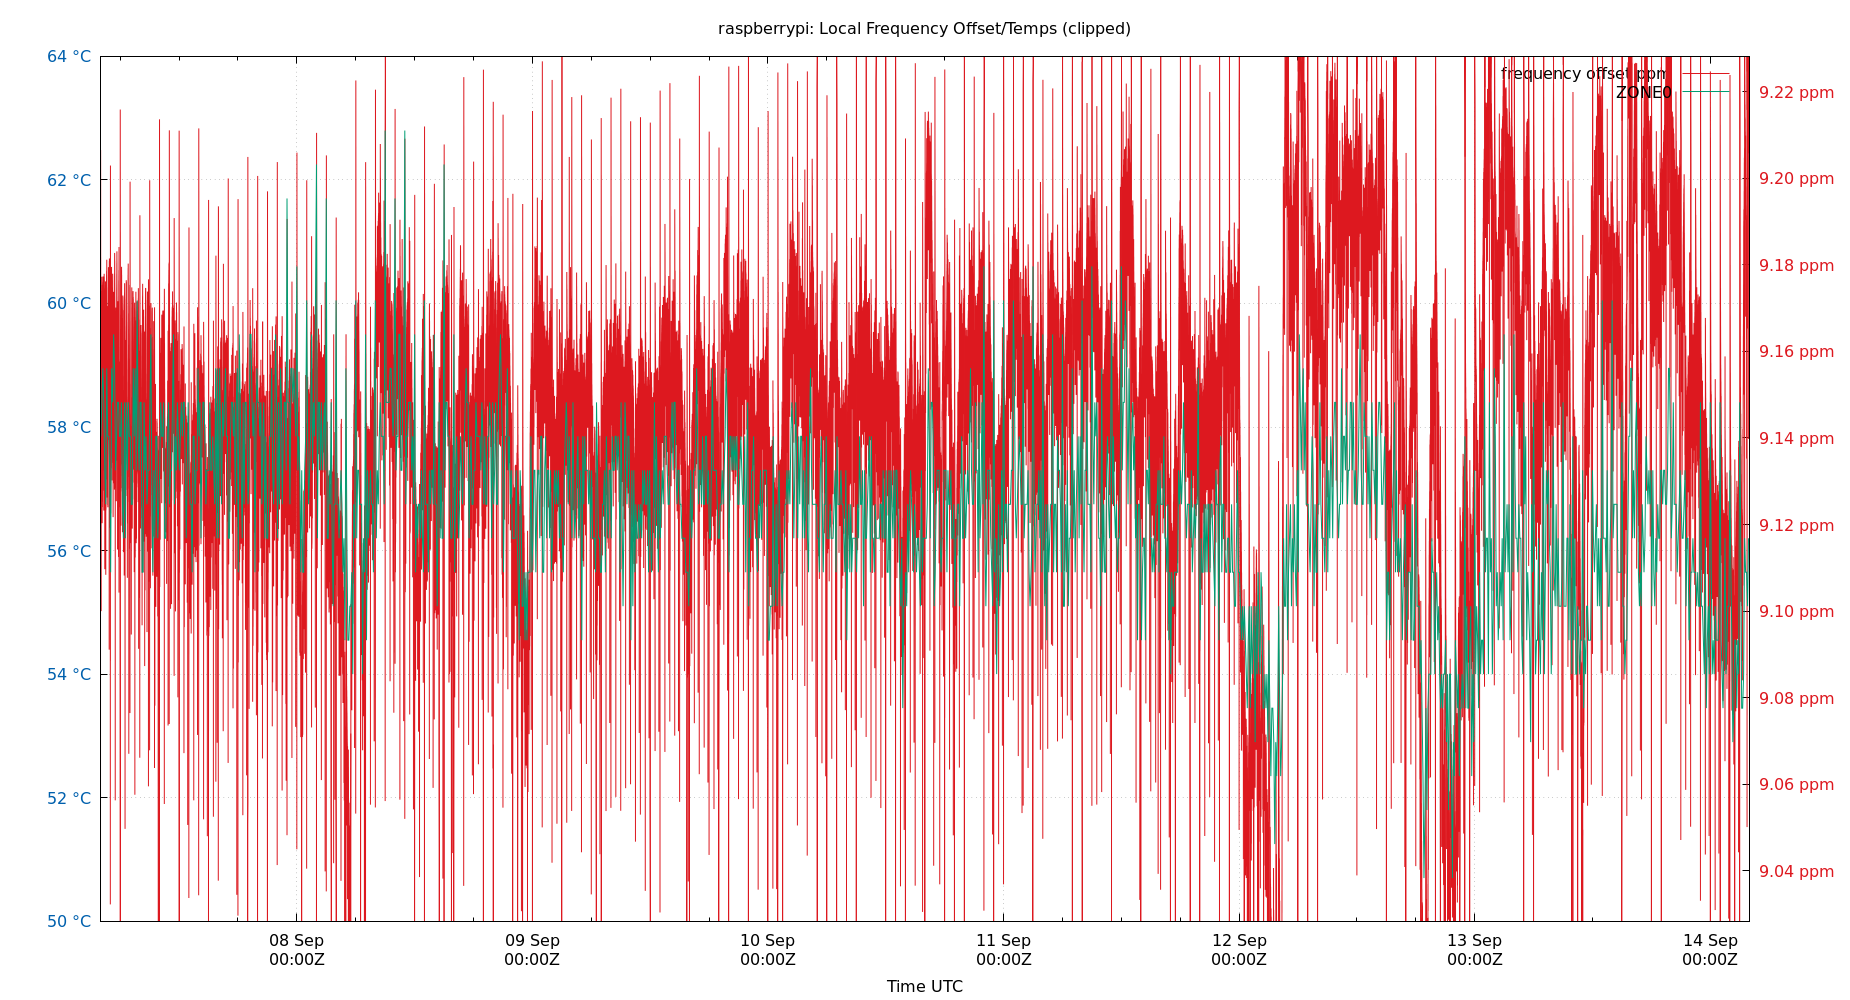 raspberrypi: Local Frequency Offset/Temps (clipped)
64 °C
62 °C
60 °C
58 °C
56 °C
54 °C
52 °C
50 °C
frequency offset ppm
ZONE0
9.22 ppm
9.20 ppm
9.18 ppm
9.16 ppm
9.14 ppm
9.12 ppm
9.10 ppm
9.08 ppm
9.06 ppm
9.04 ppm
08 Sep
00:00Z
09 Sep
00:00Z
10 Sep
00:00Z
11 Sep
00:00Z
12 Sep
00:00Z
13 Sep
00:00Z
14 Sep
00:00Z
Time UTC